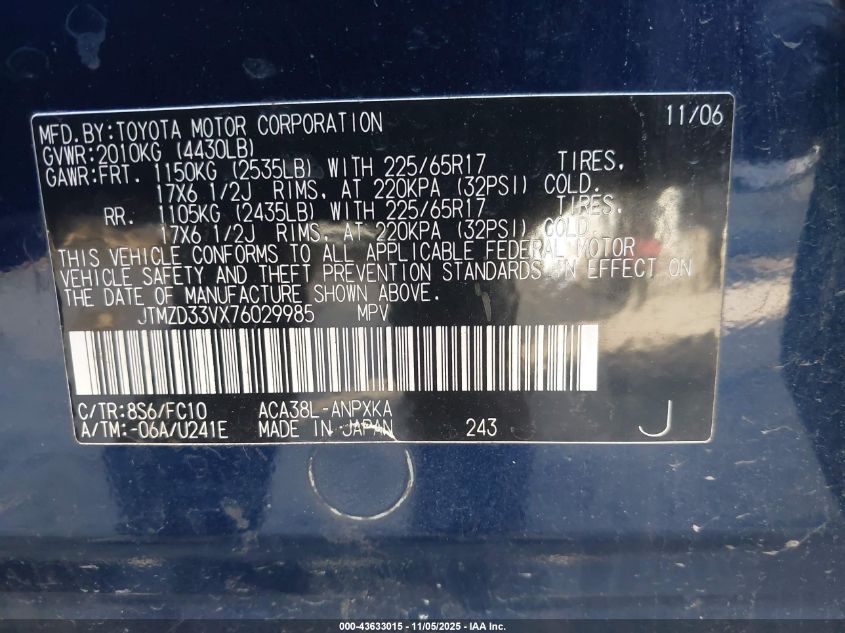 MFD.BY:TOYOTA MOTOR CORPORATION 11/06
GVWR:2010KG (4430LB)
GAWR:FRT. 1150KG (2535LB) WITH 225/65R17 TIRES,
17X6 1/2J RIMS, AT 220KPA (32PSI) COLD.
RR. 1105KG (2435LB) WITH 225/65R17 TIRES,
17X6 1/2J RIMS, AT 220KPA (32PSI) COLD.
THIS VEHICLE CONFORMS TO ALL APPLICABLE FEDERAL MOTOR
VEHICLE SAFETY AND THEFT PREVENTION STANDARDS IN EFFECT ON
THE DATE OF MANUFACTURE SHOWN ABOVE.
JTMZD33VX76029985 MPV
C/TR:8S6/FC10 ACA38L-ANPXKA
A/TM:-06A/U241E MADE IN JAPAN 243 J
000-43633015 - 11/05/2025 - IAA Inc.